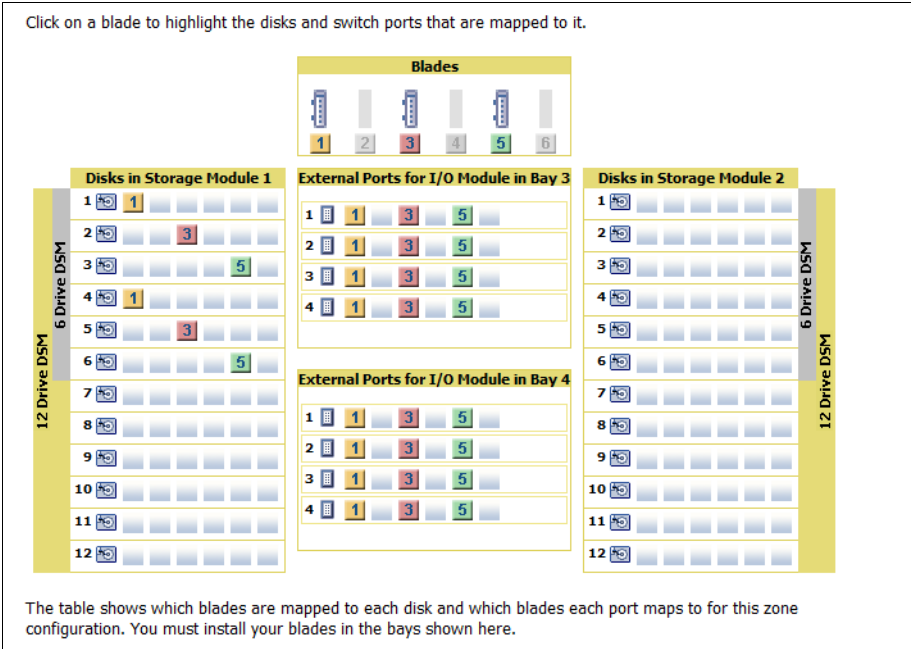 Click on a blade to highlight the disks and switch ports that are mapped to it.
Blades
1 2 3 4 5 6
Disks in Storage Module 1
12 Drive DSM
6 Drive DSM
1 1
2 3
3 5
4 1
5 3
6 5
7
8
9
10
11
12
External Ports for I/O Module in Bay 3
1 1 3 5
2 1 3 5
3 1 3 5
4 1 3 5
External Ports for I/O Module in Bay 4
1 1 3 5
2 1 3 5
3 1 3 5
4 1 3 5
Disks in Storage Module 2
1
2
3
4
5
6
7
8
9
10
11
12
6 Drive DSM
12 Drive DSM
The table shows which blades are mapped to each disk and which blades each port maps to for this zone
configuration. You must install your blades in the bays shown here.